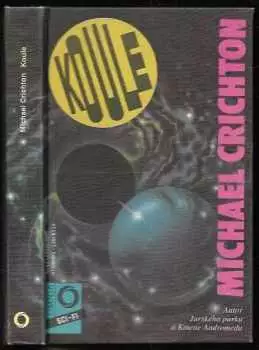 Michael Crichton Koule
KOULE
MICHAEL CRICHTON
SCI-FI
Autor
Jurského parku
a Kmene Andromeda